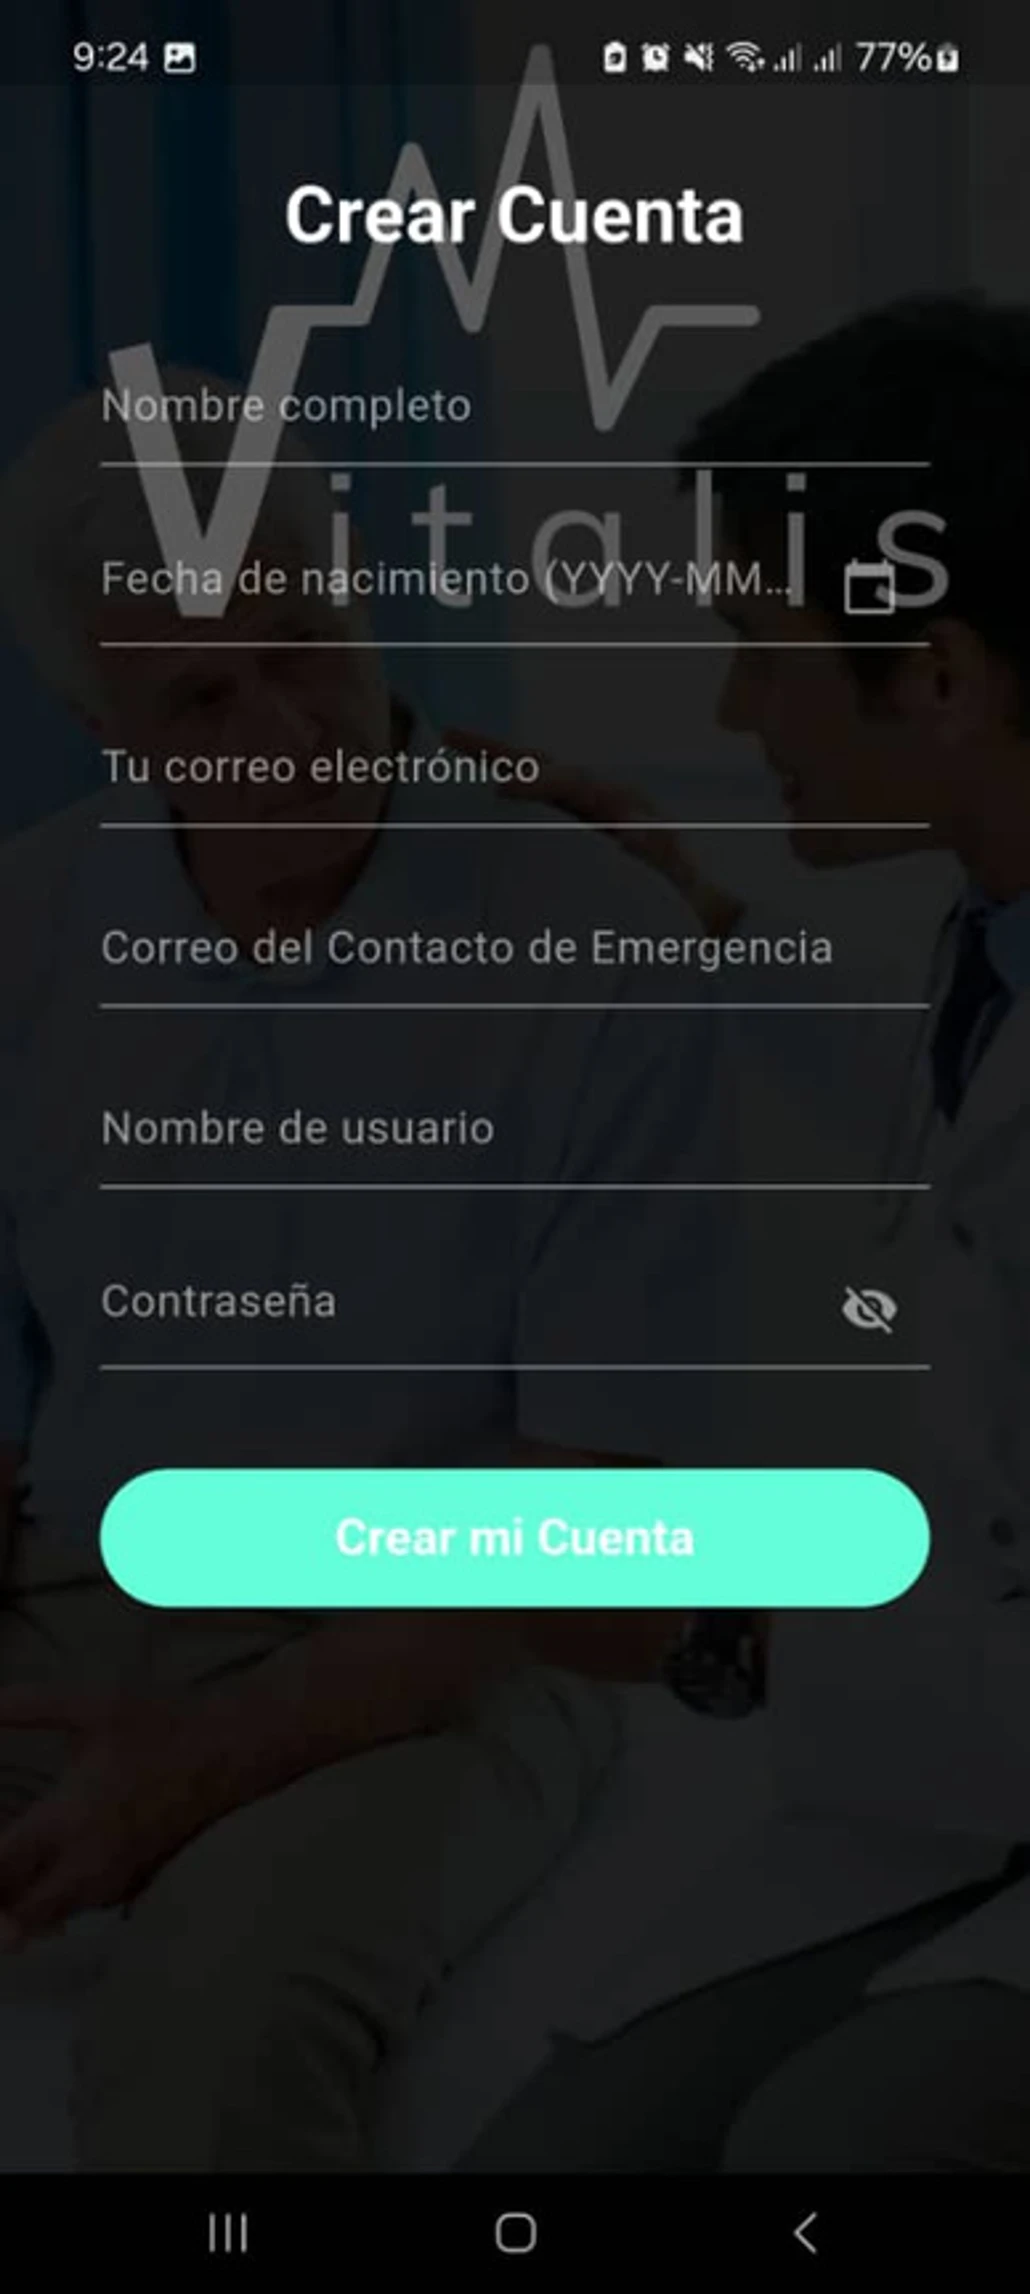 9:24
77%
Crear Cuenta
Nombre completo
Vitalis
Fecha de nacimiento (YYYY-MM...
Tu correo electrónico
Correo del Contacto de Emergencia
Nombre de usuario
Contraseña
Crear mi Cuenta